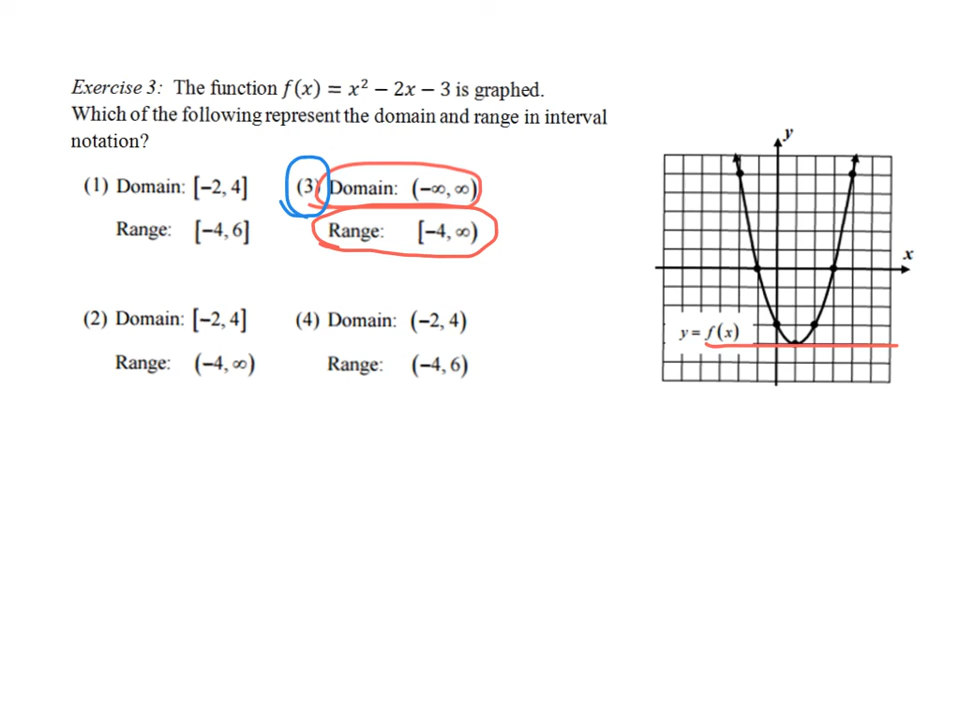 Exercise 3: The function f(x) = x² − 2x − 3 is graphed.
Which of the following represent the domain and range in interval
notation?
(1) Domain: [−2, 4]
Range: [−4, 6]
(3) Domain: (−∞, ∞)
Range: [−4, ∞)
(2) Domain: [−2, 4]
Range: (−4, ∞)
(4) Domain: (−2, 4)
Range: (−4, 6)
y
x
y = f(x)